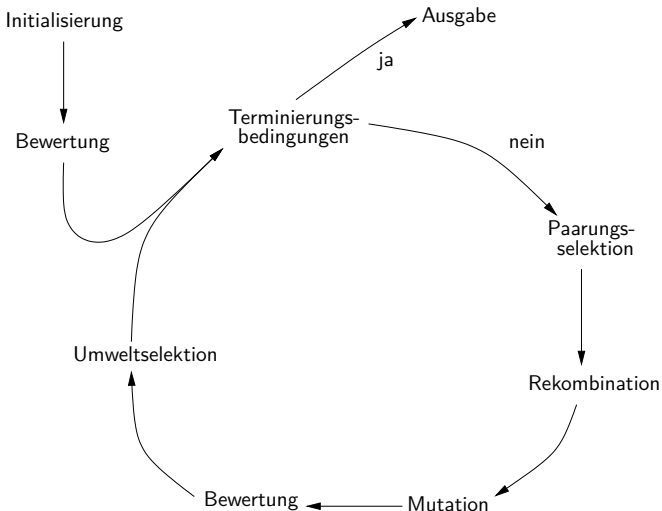 Initialisierung
Ausgabe
ja
Terminierungs-
bedingungen
Bewertung
nein
Paarungs-
selektion
Umweltselektion
Rekombination
Bewertung
Mutation